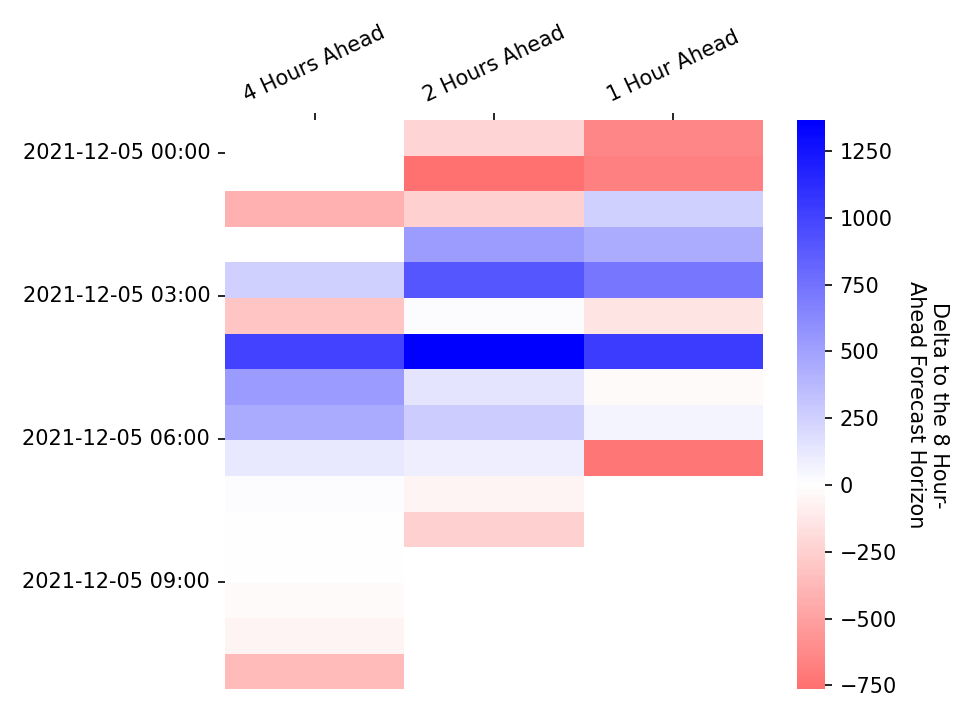 4 Hours Ahead
2 Hours Ahead
1 Hour Ahead
2021-12-05 00:00
2021-12-05 03:00
2021-12-05 06:00
2021-12-05 09:00
1250
1000
750
500
250
0
−250
−500
−750
Delta to the 8 Hour-
Ahead Forecast Horizon